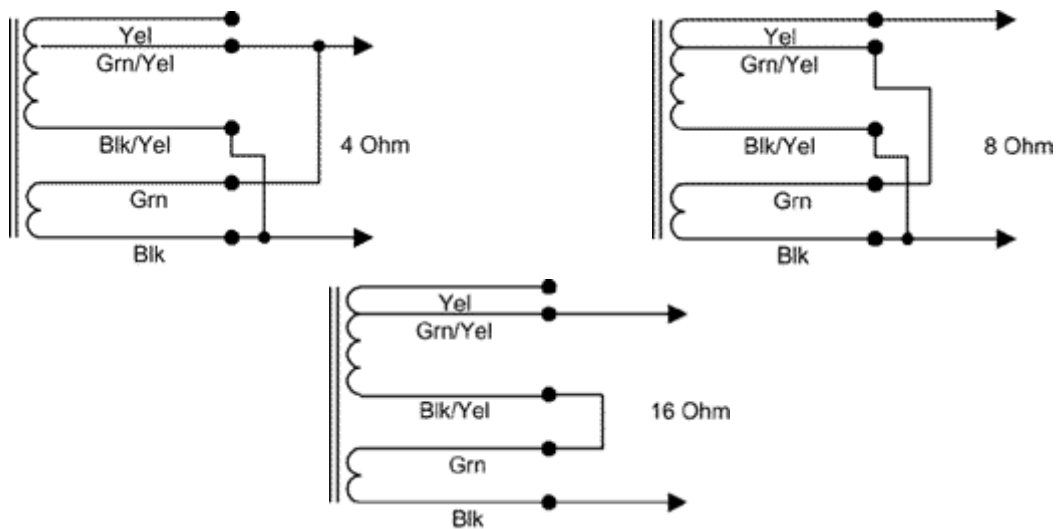 Yel
Grn/Yel
Blk/Yel
4 Ohm
Grn
Blk
Yel
Grn/Yel
Blk/Yel
8 Ohm
Grn
Blk
Yel
Grn/Yel
Blk/Yel
16 Ohm
Grn
Blk